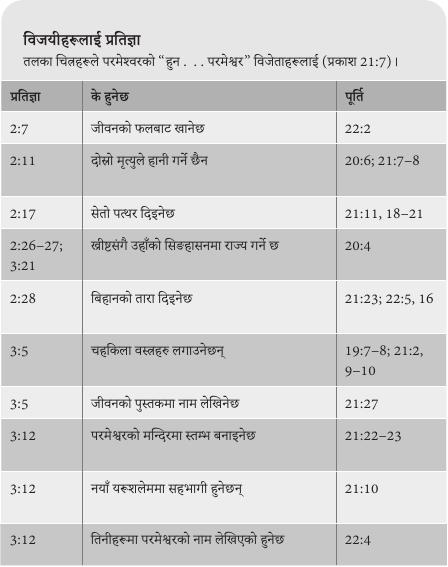 विजयीहरूलाई प्रतिज्ञा
तलका चित्रहरूले परमेश्वरको “हुन . . . परमेश्वर” विजेताहरूलाई (प्रकाश 21:7)।
प्रतिज्ञा के हुनेछ पूर्ति
2:7 जीवनको फलबाट खानेछ 22:2
2:11 दोस्रो मृत्युले हानी गर्ने छैन 20:6; 21:7–8
2:17 सेतो पत्थर दिइनेछ 21:11, 18–21
2:26–27; ख्रीष्टसंगै उहाँको सिङहासनमा राज्य गर्ने छ 20:4
3:21
2:28 बिहानको तारा दिइनेछ 21:23; 22:5, 16
3:5 चहकिला वस्त्रहरु लगाउनेछन् 19:7–8; 21:2,
9–10
3:5 जीवनको पुस्तकमा नाम लेखिनेछ 21:27
3:12 परमेश्वरको मन्दिरमा स्तम्भ बनाइनेछ 21:22–23
3:12 नयाँ यरूशलेममा सहभागी हुनेछन् 21:10
3:12 तिनीहरूमा परमेश्वरको नाम लेखिएको हुनेछ 22:4